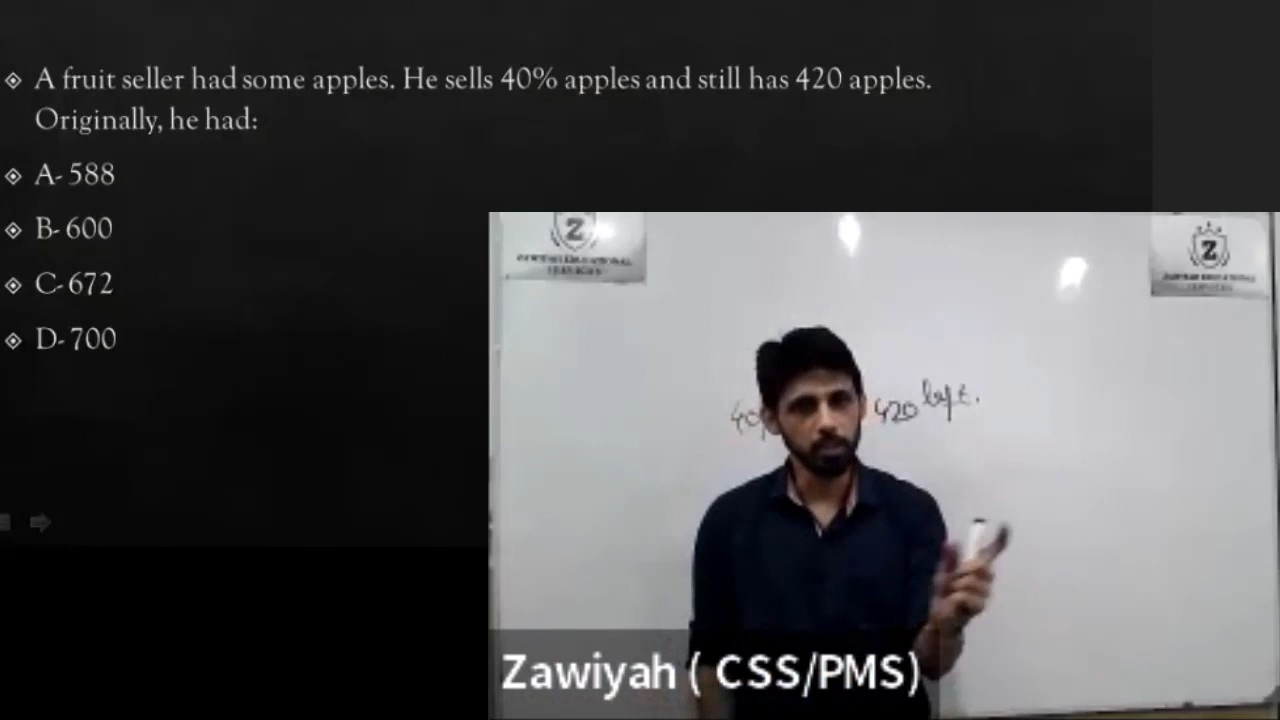 A fruit seller had some apples. He sells 40% apples and still has 420 apples.
Originally, he had:
A- 588
B- 600
C- 672
D- 700
Z
Z
40
420 left.
Zawiyah ( CSS/PMS)